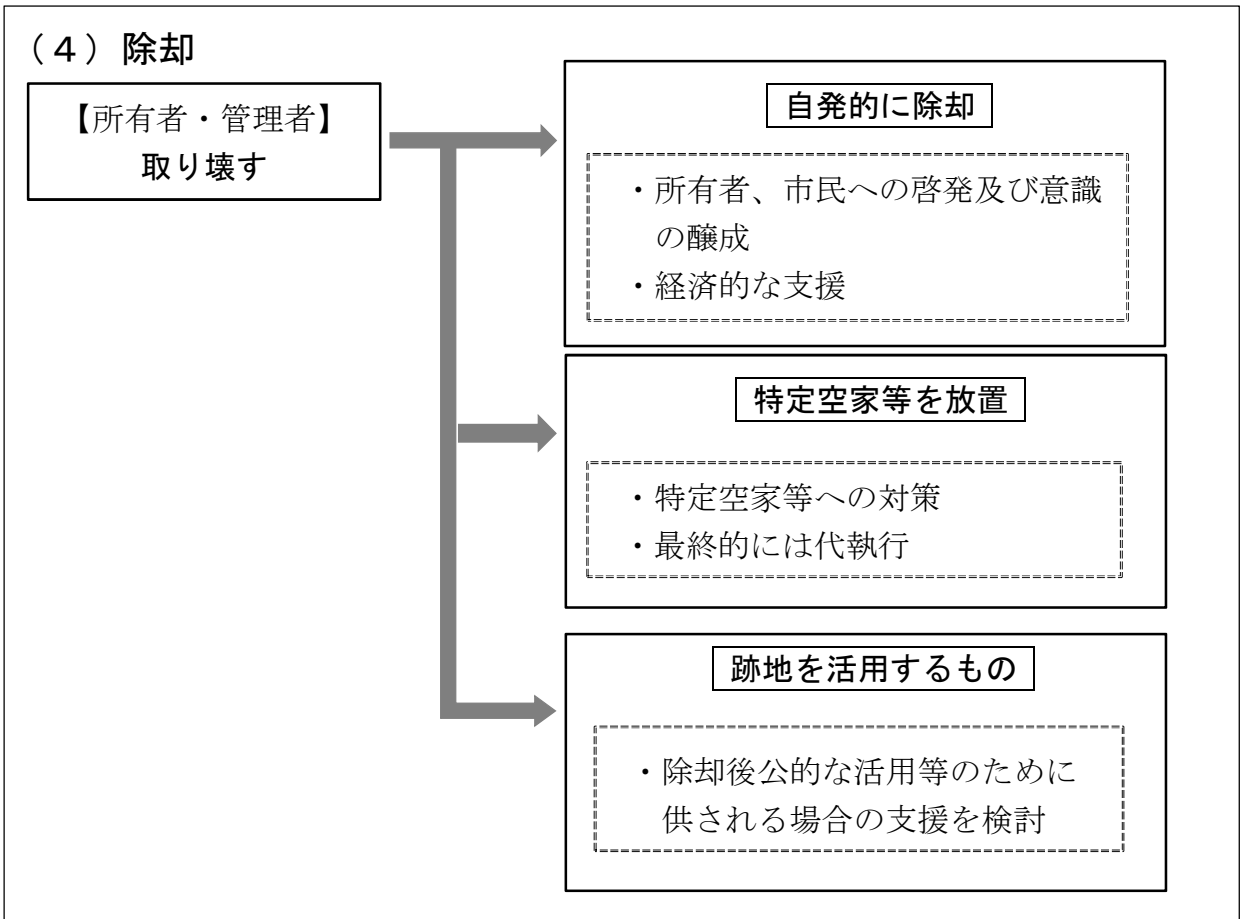 （４）除却
【所有者・管理者】
取り壊す
自発的に除却
・所有者、市民への啓発及び意識
の醸成
・経済的な支援
特定空家等を放置
・特定空家等への対策
・最終的には代執行
跡地を活用するもの
・除却後公的な活用等のために
供される場合の支援を検討